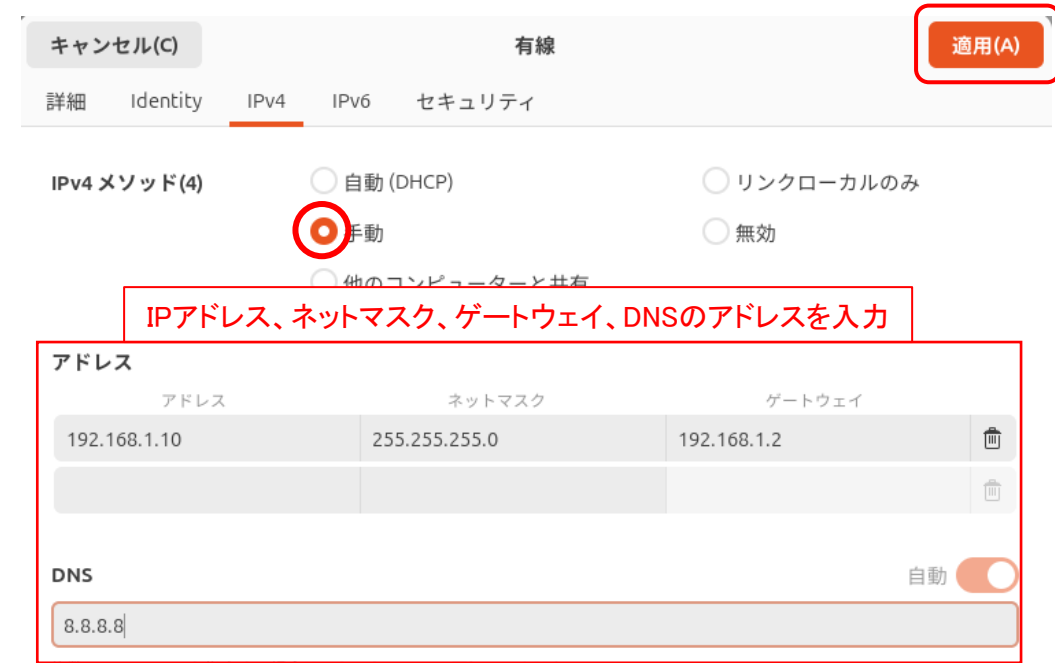 キャンセル(C) 有線 適用(A)
詳細 Identity IPv4 IPv6 セキュリティ
IPv4 メソッド(4) 自動 (DHCP) リンクローカルのみ
手動 無効
他のコンピューターと共有
IPアドレス、ネットマスク、ゲートウェイ、DNSのアドレスを入力
アドレス
アドレス ネットマスク ゲートウェイ
192.168.1.10 255.255.255.0 192.168.1.2
DNS 自動
8.8.8.8